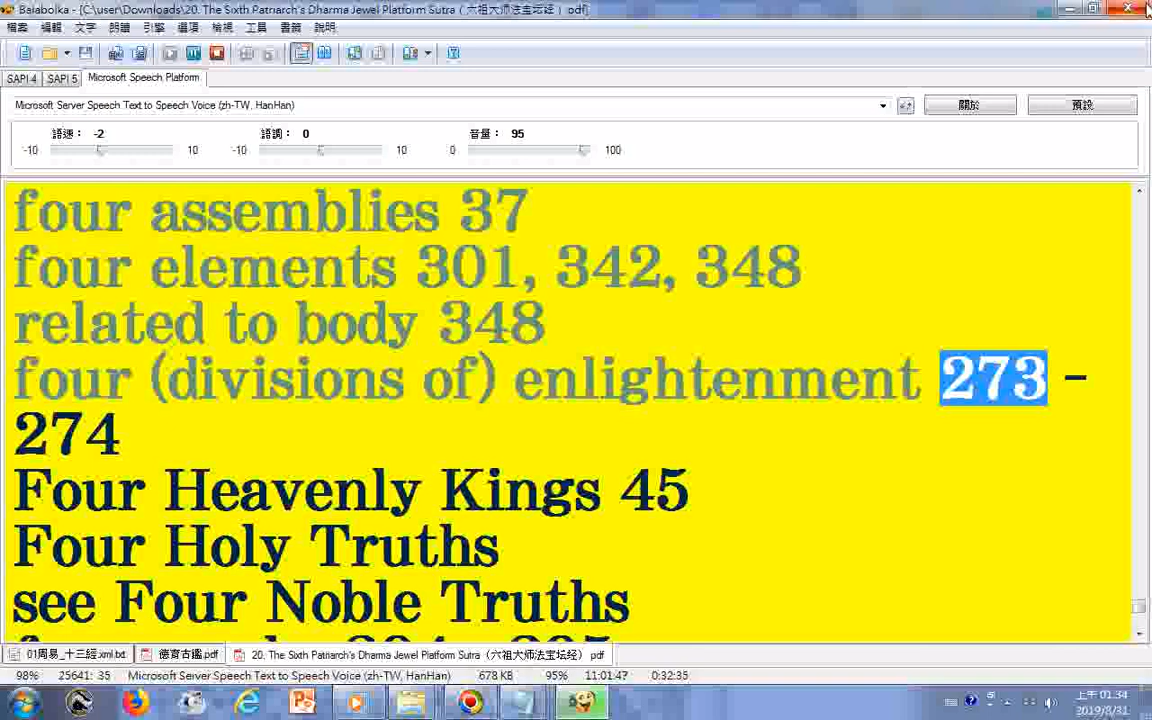 Balabolka - [C:\user\Downloads\20. The Sixth Patriarch's Dharma Jewel Platform Sutra（六祖大师法宝坛经）.pdf]
檔案 編輯 文字 朗讀 引擎 選項 檢視 工具 書籤 說明
SAPI 4 SAPI 5 Microsoft Speech Platform
Microsoft Server Speech Text to Speech Voice (zh-TW, HanHan) 關於 預設
語速： -2 語調： 0 音量： 95
-10 10 -10 10 0 100
four assemblies 37
four elements 301, 342, 348
related to body 348
four (divisions of) enlightenment 273 -
274
Four Heavenly Kings 45
Four Holy Truths
see Four Noble Truths
01周易_十三經.xml.txt 德育古鑑.pdf 20. The Sixth Patriarch's Dharma Jewel Platform Sutra（六祖大师法宝坛经） pdf
98% 25641: 35 Microsoft Server Speech Text to Speech Voice (zh-TW, HanHan) 678 KB 95% 11:01:47 0:32:35
上午 01:34
2019/8/31